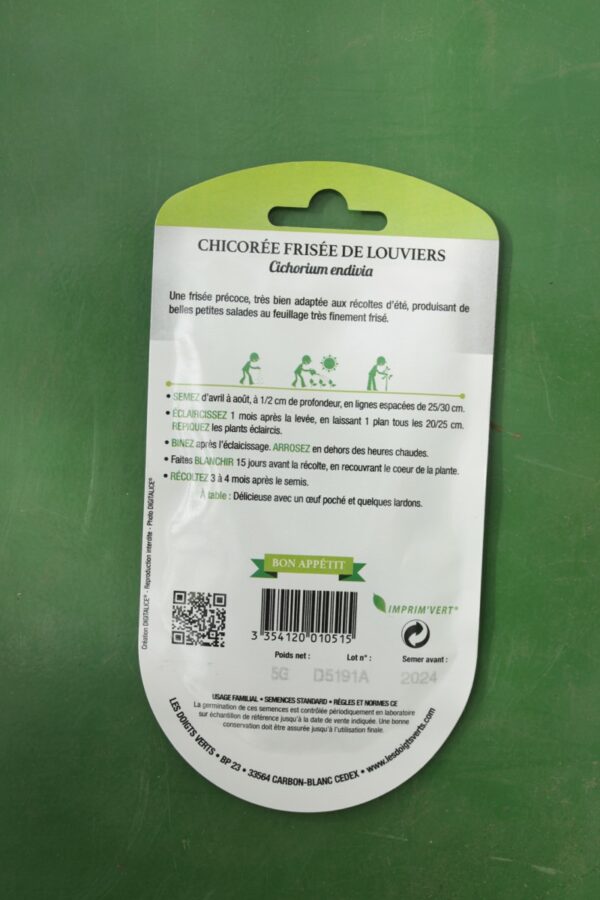 CHICORÉE FRISÉE DE LOUVIERS
Cichorium endivia
Une frisée précoce, très bien adaptée aux récoltes d'été, produisant de
belles petites salades au feuillage très finement frisé.
• SEMEZ d'avril à août, à 1/2 cm de profondeur, en lignes espacées de 25/30 cm.
• ÉCLAIRCISSEZ 1 mois après la levée, en laissant 1 plan tous les 20/25 cm.
REPIQUEZ les plants éclaircis.
• BINEZ après l'éclaicissage. ARROSEZ en dehors des heures chaudes.
• Faites BLANCHIR 15 jours avant la récolte, en recouvrant le coeur de la plante.
• RÉCOLTEZ 3 à 4 mois après le semis.
À table : Délicieuse avec un œuf poché et quelques lardons.
Création DIGITALICE® - Reproduction interdite - Photo DIGITALICE®
BON APPÉTIT
IMPRIM'VERT®
3 354120 010515
Poids net : Lot n° : Semer avant :
5G D5191A 2024
USAGE FAMILIAL • SEMENCES STANDARD • RÈGLES ET NORMES CE
La germination de ces semences est contrôlée périodiquement en laboratoire
sur échantillon de référence jusqu'à la date de vente indiquée. Une bonne
conservation doit être assurée jusqu'à l'utilisation finale.
LES DOIGTS VERTS • BP 23 • 33564 CARBON-BLANC CEDEX • www.lesdoigtsverts.com